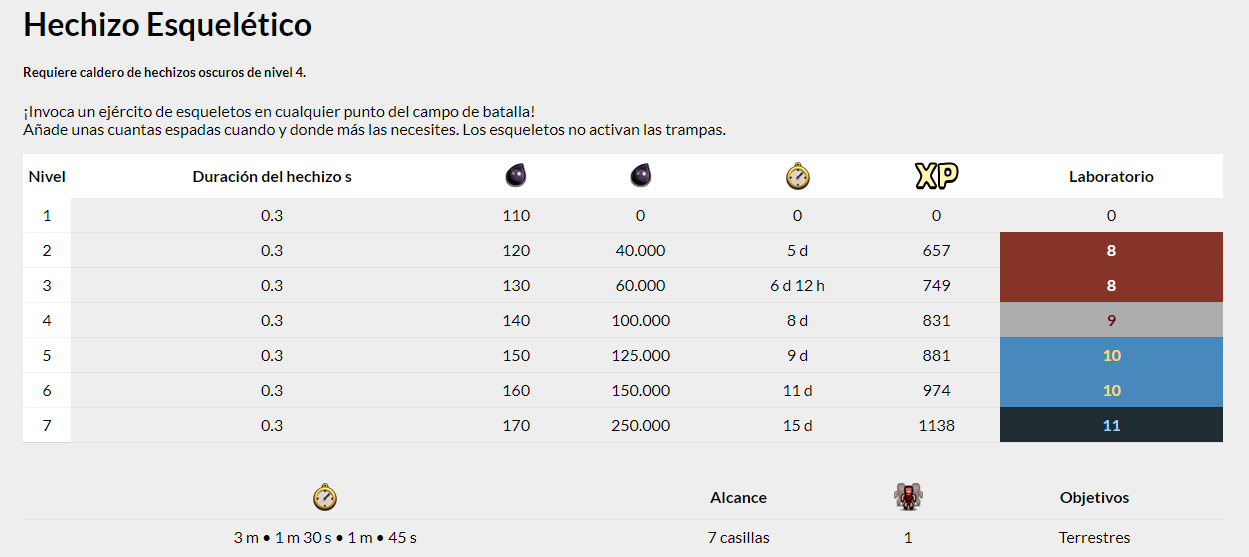 Hechizo Esquelético
Requiere caldero de hechizos oscuros de nivel 4.
¡Invoca un ejército de esqueletos en cualquier punto del campo de batalla!
Añade unas cuantas espadas cuando y donde más las necesites. Los esqueletos no activan las trampas.
Nivel Duración del hechizo s XP Laboratorio
1 0.3 110 0 0 0 0
2 0.3 120 40.000 5 d 657 8
3 0.3 130 60.000 6 d 12 h 749 8
4 0.3 140 100.000 8 d 831 9
5 0.3 150 125.000 9 d 881 10
6 0.3 160 150.000 11 d 974 10
7 0.3 170 250.000 15 d 1138 11
Alcance Objetivos
3 m • 1 m 30 s • 1 m • 45 s 7 casillas 1 Terrestres